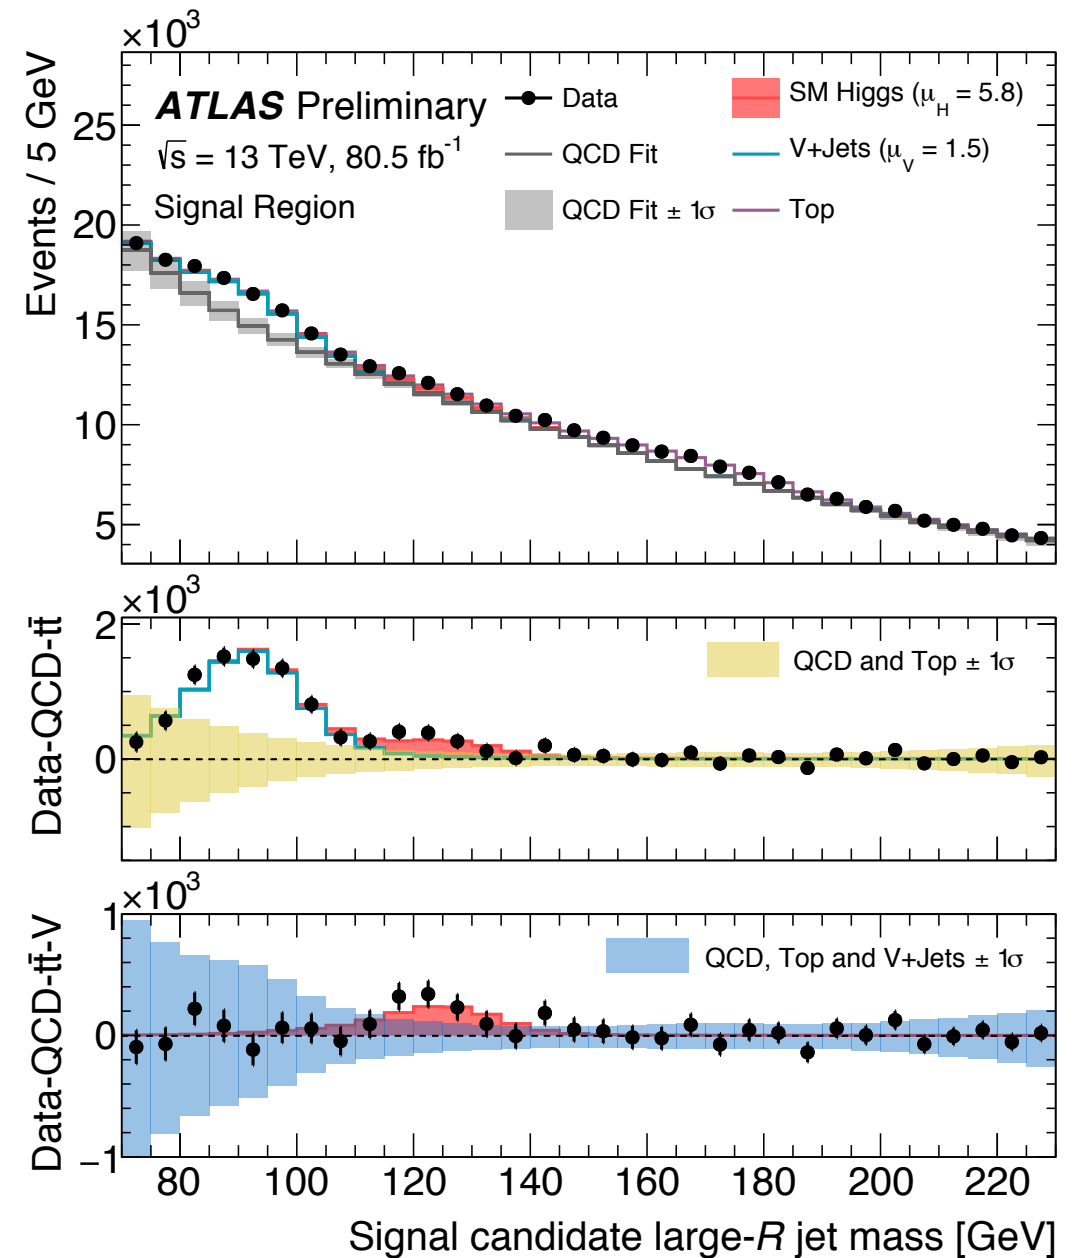 ×10³
Events / 5 GeV
25
20
15
10
5
ATLAS Preliminary
√s = 13 TeV, 80.5 fb⁻¹
Signal Region
Data
QCD Fit
QCD Fit ± 1σ
SM Higgs (μ_H = 5.8)
V+Jets (μ_V = 1.5)
Top
×10³
Data-QCD-tt̄
2
0
QCD and Top ± 1σ
×10³
Data-QCD-tt̄-V
1
0
−1
QCD, Top and V+Jets ± 1σ
80 100 120 140 160 180 200 220
Signal candidate large-R jet mass [GeV]